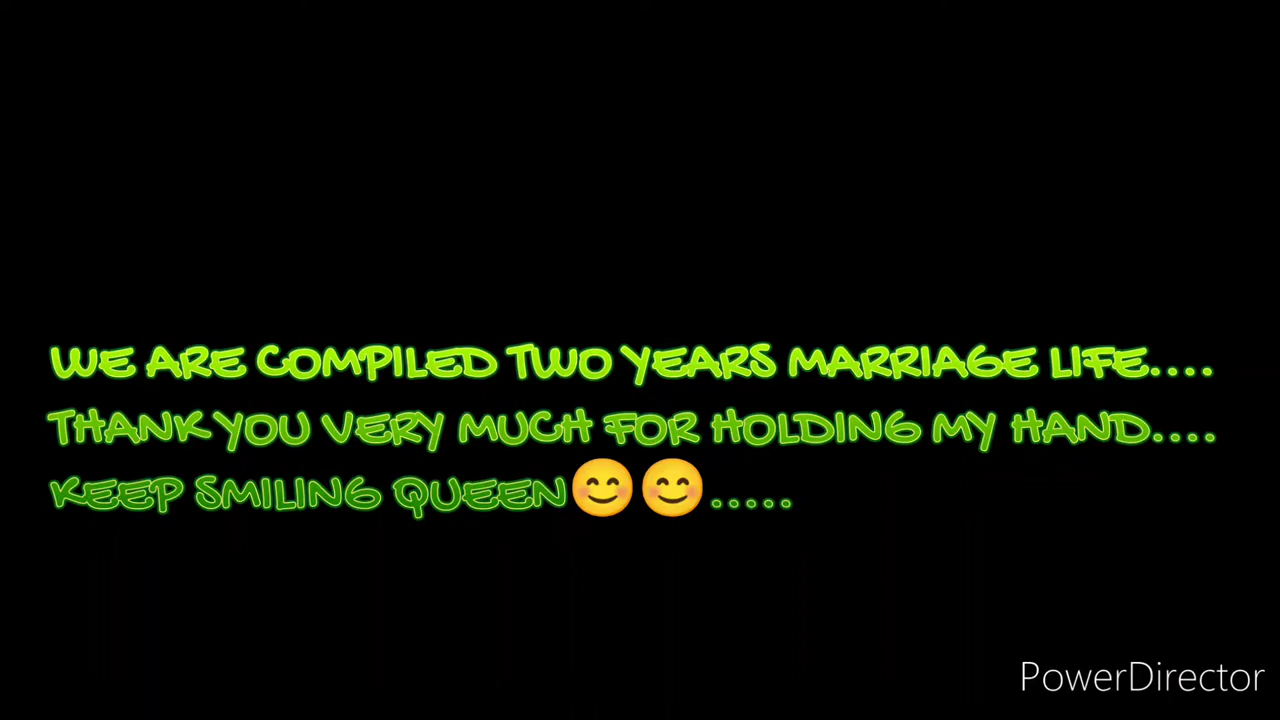 WE ARE COMPILED TWO YEARS MARRIAGE LIFE....
THANK YOU VERY MUCH FOR HOLDING MY HAND....
KEEP SMILING QUEEN😊😊.....
PowerDirector